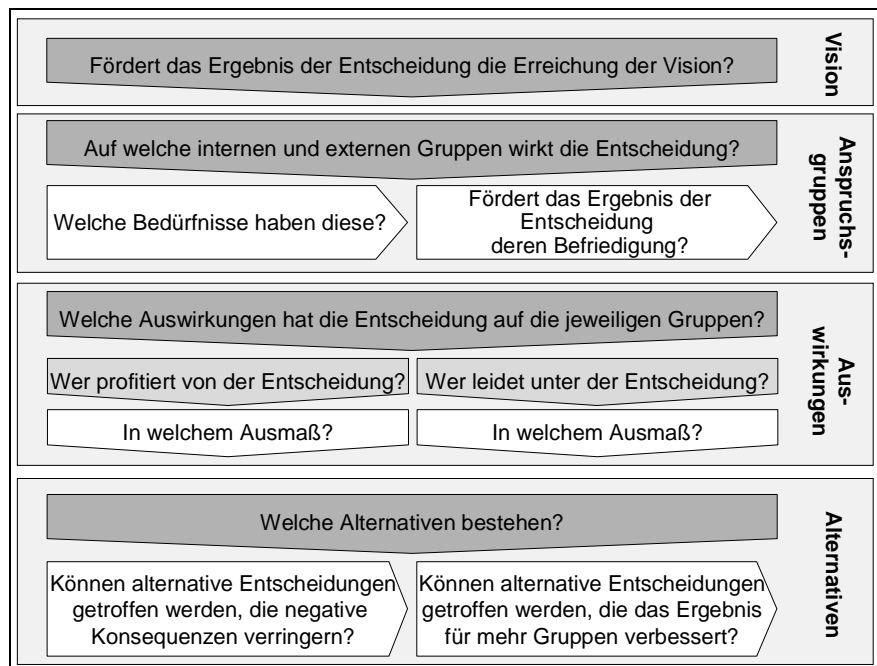 Fördert das Ergebnis der Entscheidung die Erreichung der Vision?
Vision
Auf welche internen und externen Gruppen wirkt die Entscheidung?
Welche Bedürfnisse haben diese?
Fördert das Ergebnis der
Entscheidung
deren Befriedigung?
Anspruchs-
gruppen
Welche Auswirkungen hat die Entscheidung auf die jeweiligen Gruppen?
Wer profitiert von der Entscheidung?
Wer leidet unter der Entscheidung?
In welchem Ausmaß?
In welchem Ausmaß?
Aus-
wirkungen
Welche Alternativen bestehen?
Können alternative Entscheidungen
getroffen werden, die negative
Konsequenzen verringern?
Können alternative Entscheidungen
getroffen werden, die das Ergebnis
für mehr Gruppen verbessert?
Alternativen